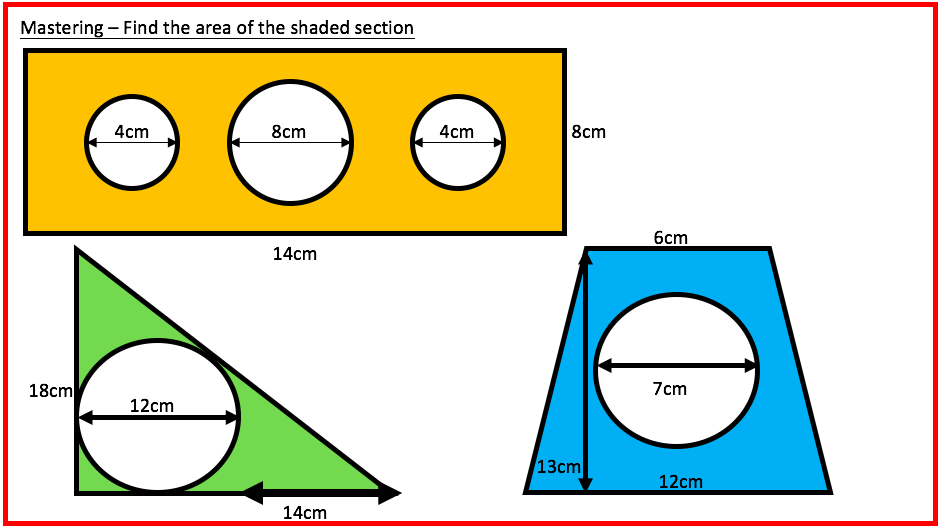 Mastering – Find the area of the shaded section
4cm
8cm
4cm
8cm
14cm
18cm
12cm
14cm
6cm
7cm
13cm
12cm